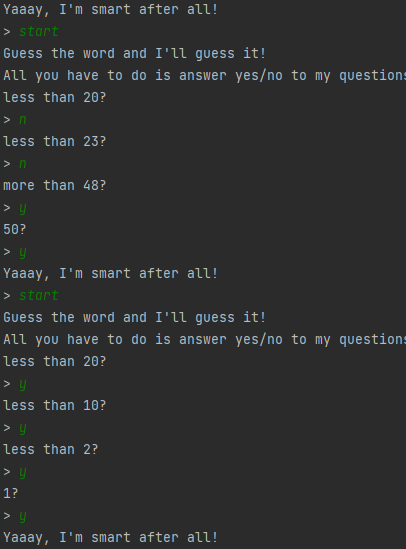 Yaaay, I'm smart after all!
> start
Guess the word and I'll guess it!
All you have to do is answer yes/no to my questions
less than 20?
> n
less than 23?
> n
more than 48?
> y
50?
> y
Yaaay, I'm smart after all!
> start
Guess the word and I'll guess it!
All you have to do is answer yes/no to my questions
less than 20?
> y
less than 10?
> y
less than 2?
> y
1?
> y
Yaaay, I'm smart after all!